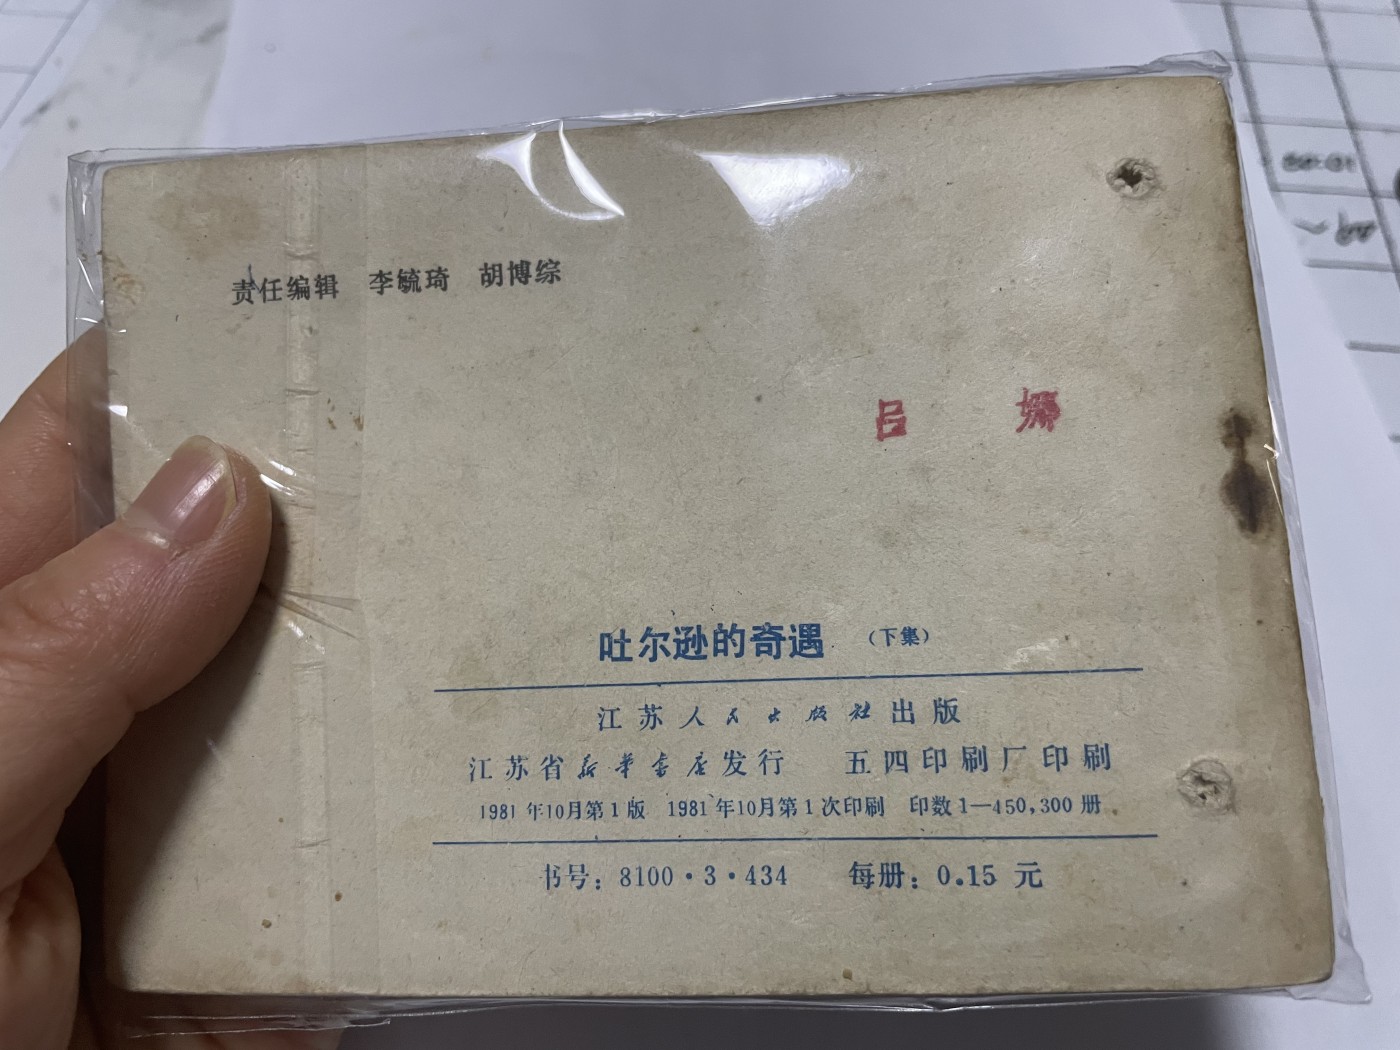 责任编辑 李毓琦 胡博综
吕 娜
吐尔逊的奇遇 （下集）
江苏人民出版社出版
江苏省新华书店发行 五四印刷厂印刷
1981年10月第1版 1981年10月第1次印刷 印数1—450,300册
书号：8100·3·434 每册：0.15 元